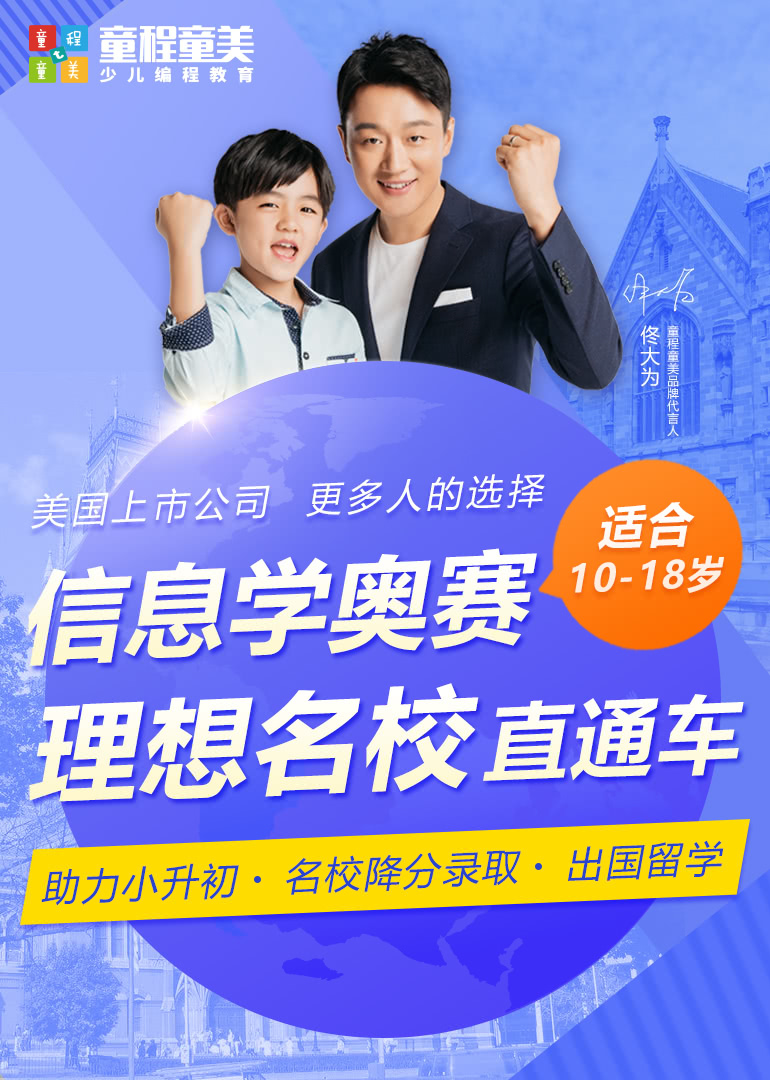 童程
童美
童程童美
少儿编程教育
佟大为
童程童美品牌代言人
美国上市公司 更多人的选择
适合
10-18岁
信息学奥赛
理想名校直通车
助力小升初· 名校降分录取· 出国留学